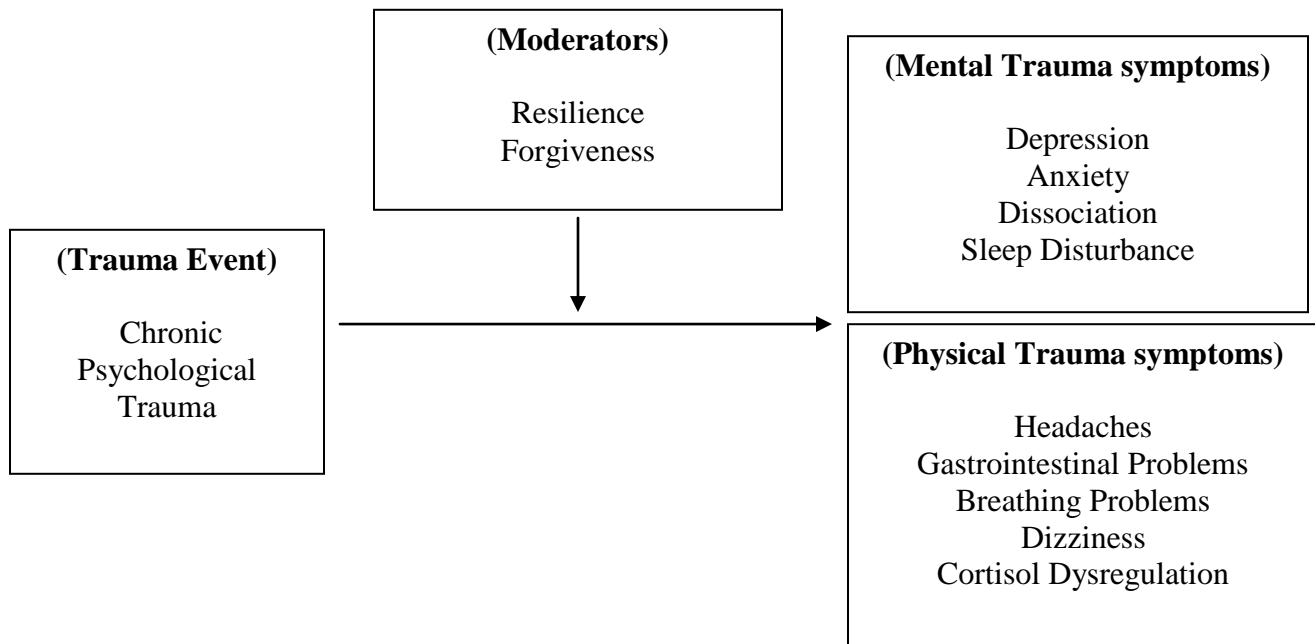 (Moderators)
Resilience
Forgiveness
(Mental Trauma symptoms)
Depression
Anxiety
Dissociation
Sleep Disturbance
(Trauma Event)
Chronic
Psychological
Trauma
(Physical Trauma symptoms)
Headaches
Gastrointestinal Problems
Breathing Problems
Dizziness
Cortisol Dysregulation